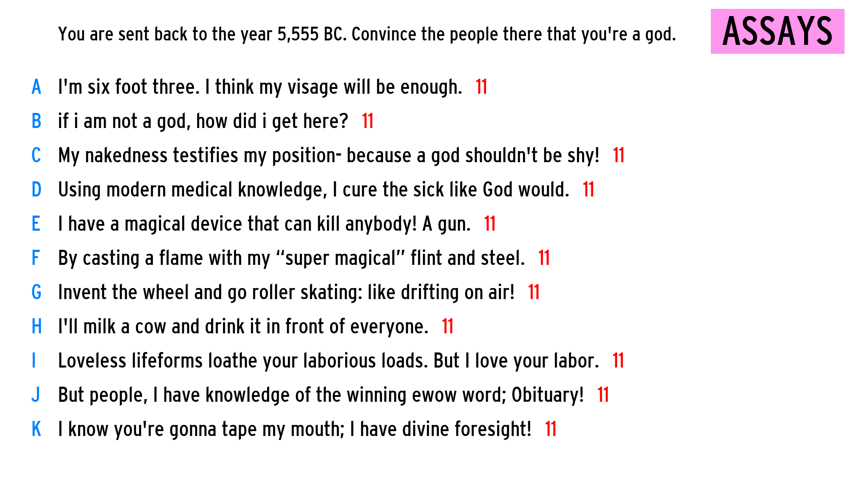 You are sent back to the year 5,555 BC. Convince the people there that you're a god.
ASSAYS
A I'm six foot three. I think my visage will be enough. 11
B if i am not a god, how did i get here? 11
C My nakedness testifies my position- because a god shouldn't be shy! 11
D Using modern medical knowledge, I cure the sick like God would. 11
E I have a magical device that can kill anybody! A gun. 11
F By casting a flame with my “super magical” flint and steel. 11
G Invent the wheel and go roller skating: like drifting on air! 11
H I'll milk a cow and drink it in front of everyone. 11
I Loveless lifeforms loathe your laborious loads. But I love your labor. 11
J But people, I have knowledge of the winning ewow word; Obituary! 11
K I know you're gonna tape my mouth; I have divine foresight! 11